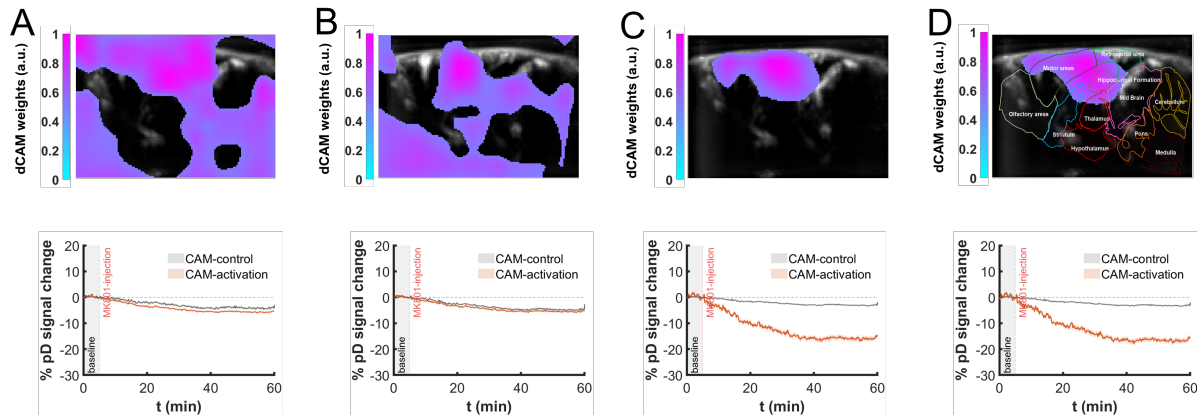 A
dCAM weights (a.u.)
1
0.8
0.6
0.4
0.2
0
B
dCAM weights (a.u.)
1
0.8
0.6
0.4
0.2
0
C
dCAM weights (a.u.)
1
0.8
0.6
0.4
0.2
0
D
dCAM weights (a.u.)
1
0.8
0.6
0.4
0.2
0
Retrosplenial area
Motor areas
Hippocampal Formation
Mid Brain
Cerebellum
Olfactory areas
Thalamus
Striatum
Pons
Hypothalamus
Medulla
% pD signal change
20
10
0
-10
-20
-30
baseline
MK801-injection
CAM-control
CAM-activation
0
20
40
60
t (min)
% pD signal change
20
10
0
-10
-20
-30
baseline
MK801-injection
CAM-control
CAM-activation
0
20
40
60
t (min)
% pD signal change
20
10
0
-10
-20
-30
baseline
MK801-injection
CAM-control
CAM-activation
0
20
40
60
t (min)
% pD signal change
20
10
0
-10
-20
-30
baseline
MK801-injection
CAM-control
CAM-activation
0
20
40
60
t (min)